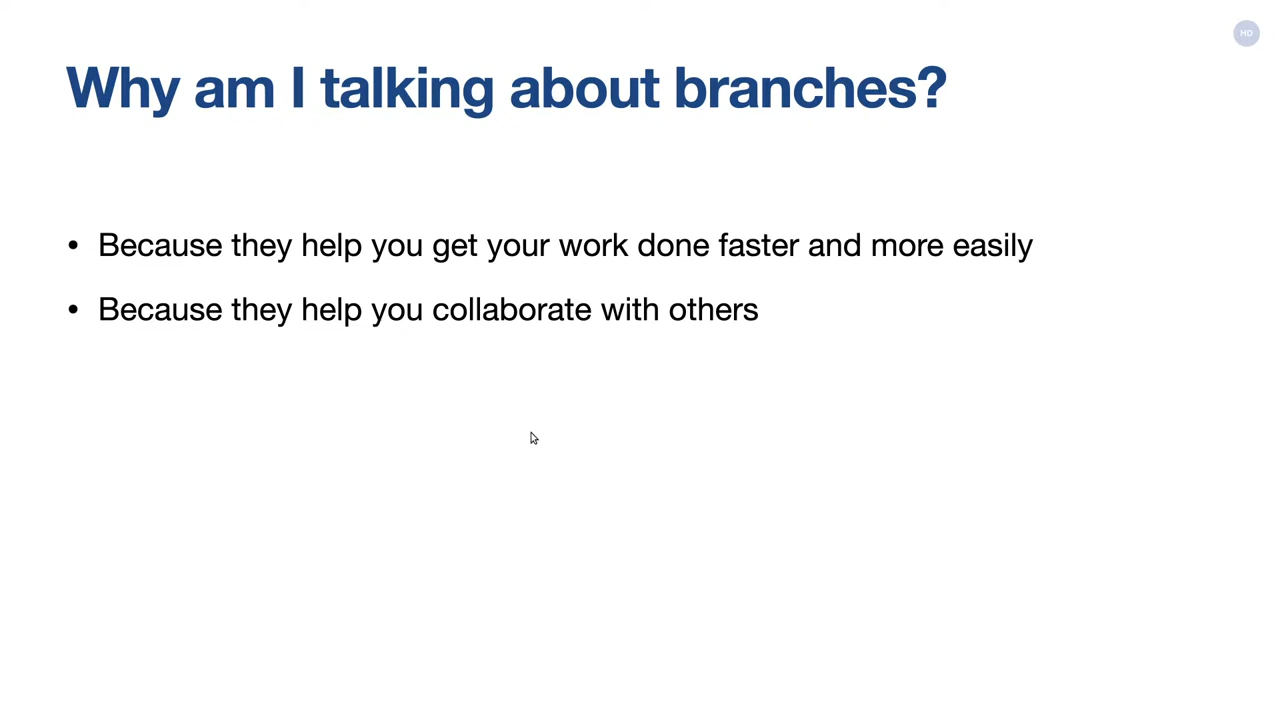 HD
Why am I talking about branches?
• Because they help you get your work done faster and more easily
• Because they help you collaborate with others